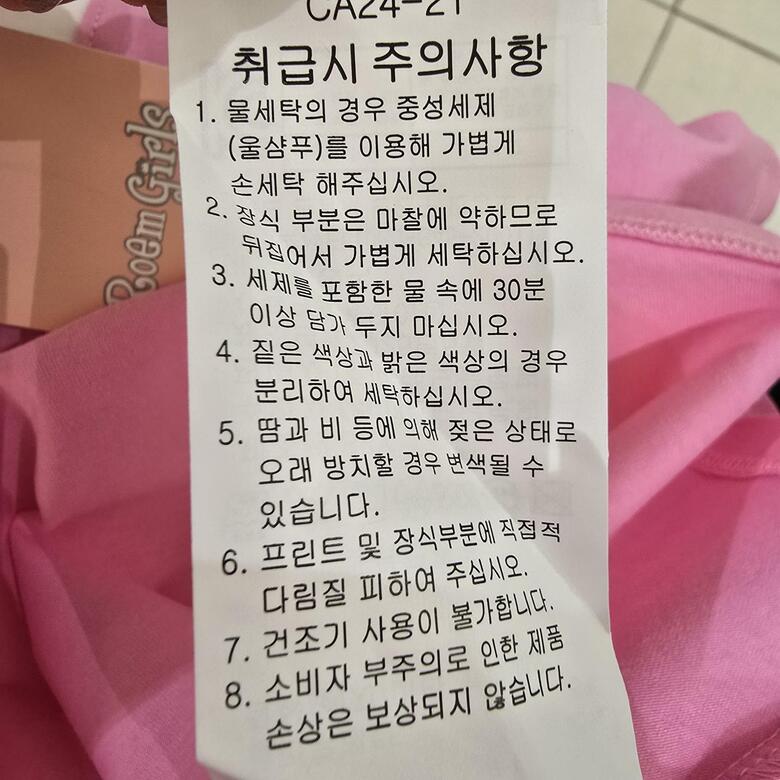 CA24-21
취급시 주의사항
1. 물세탁의 경우 중성세제
(울샴푸)를 이용해 가볍게
손세탁 해주십시오.
2. 장식 부분은 마찰에 약하므로
뒤집어서 가볍게 세탁하십시오.
3. 세제를 포함한 물 속에 30분
이상 담가 두지 마십시오.
4. 짙은 색상과 밝은 색상의 경우
분리하여 세탁하십시오.
5. 땀과 비 등에 의해 젖은 상태로
오래 방치할 경우 변색될 수
있습니다.
6. 프린트 및 장식부분에 직접적
다림질 피하여 주십시오.
7. 건조기 사용이 불가합니다.
8. 소비자 부주의로 인한 제품
손상은 보상되지 않습니다.
Roem Girls